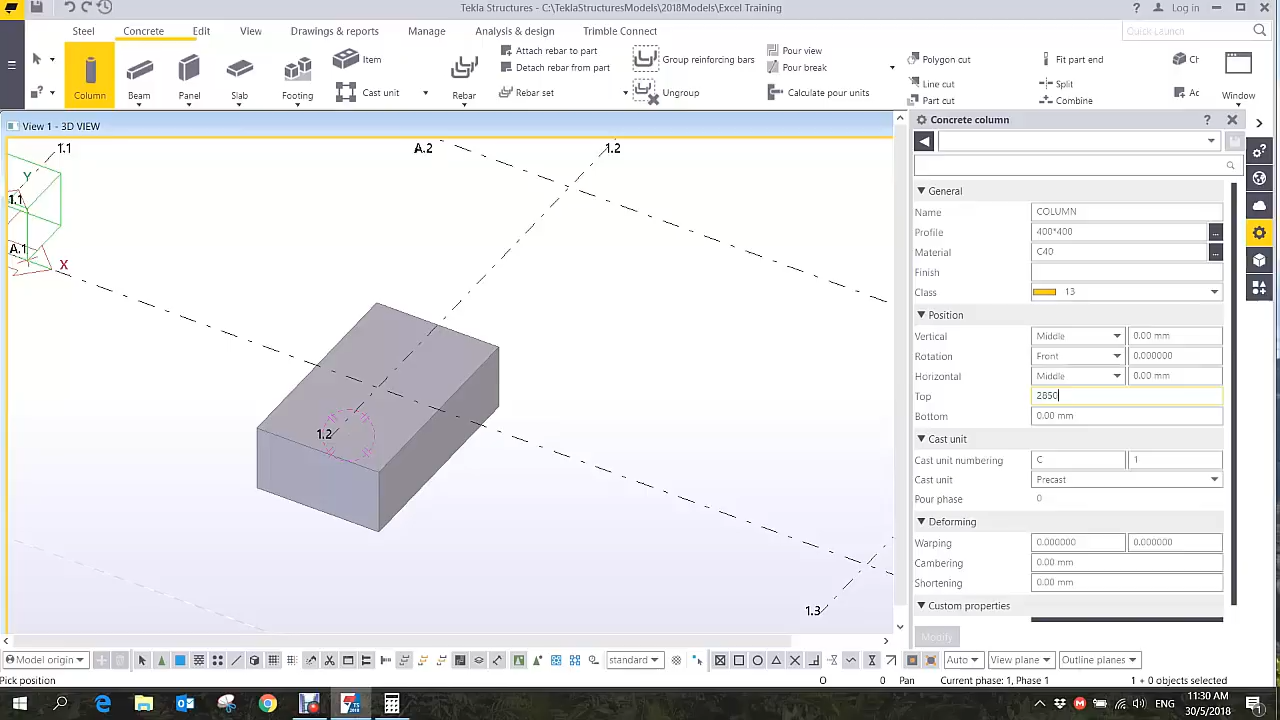 Tekla Structures - C:\TeklaStructuresModels\2018Models\Excel Training
Log in
Steel Concrete Edit View Drawings & reports Manage Analysis & design Trimble Connect
Quick Launch
Column
Beam
Panel
Slab
Footing
Item
Cast unit
Rebar
Attach rebar to part
Detach rebar from part
Rebar set
Group reinforcing bars
Ungroup
Pour view
Pour break
Calculate pour units
Polygon cut
Line cut
Part cut
Fit part end
Split
Combine
Window
View 1 - 3D VIEW
1.1 A.2 1.2
Y
1.1
A.1
X
1.2
1.3
Concrete column
General
Name COLUMN
Profile 400*400 ...
Material C40 ...
Finish
Class 13
Position
Vertical Middle 0.00 mm
Rotation Front 0.000000
Horizontal Middle 0.00 mm
Top 2850
Bottom 0.00 mm
Cast unit
Cast unit numbering C 1
Cast unit Precast
Pour phase 0
Deforming
Warping 0.000000 0.000000
Cambering 0.00 mm
Shortening 0.00 mm
Custom properties
Modify
Model origin standard Auto View plane Outline planes
Pick position O 0 Pan Current phase: 1, Phase 1 1 + 0 objects selected
ENG
11:30 AM
30/5/2018